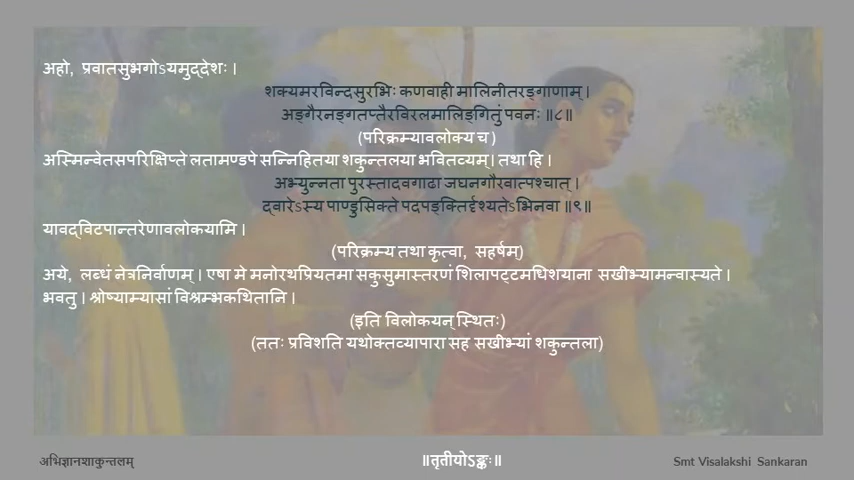 अहो, प्रवातसुभगोऽयमुद्देशः ।
शक्यमरविन्दसुरभिः कणवाही मालिनीतरङ्गाणाम् ।
अङ्गैरनङ्गतप्तैरविरलमालिङ्गितुं पवनः ॥८॥
(परिक्रम्यावलोक्य च )
अस्मिन्वेतसपरिक्षिप्ते लतामण्डपे सन्निहितया शकुन्तलया भवितव्यम् । तथा हि ।
अभ्युन्नता पुरस्तादवगाढा जघनगौरवात्पश्चात् ।
द्वारेऽस्य पाण्डुसिकते पदपङ्क्तिर्दृश्यतेऽभिनवा ॥९॥
यावद्विटपान्तरेणावलोकयामि ।
(परिक्रम्य तथा कृत्वा, सहर्षम्)
अये, लब्धं नेत्रनिर्वाणम् । एषा मे मनोरथप्रियतमा सकुसुमास्तरणं शिलापट्टमधिशयाना सखीभ्यामन्वास्यते ।
भवतु । श्रोष्याम्यासां विश्रम्भकथितानि ।
(इति विलोकयन् स्थितः)
(ततः प्रविशति यथोक्तव्यापारा सह सखीभ्यां शकुन्तला)
अभिज्ञानशाकुन्तलम्
॥तृतीयोऽङ्कः॥
Smt Visalakshi Sankaran